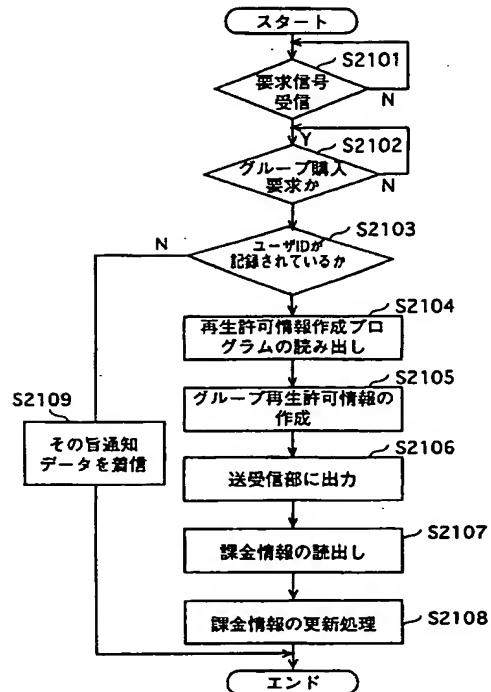 スタート
S2101
要求信号
受信
N
Y
S2102
グループ購入
要求か
N
S2103
N
ユーザIDが
記録されているか
S2104
再生許可情報作成プロ
グラムの読み出し
S2105
グループ再生許可情報の
作成
S2109
その旨通知
データを着信
S2106
送受信部に出力
S2107
課金情報の読出し
S2108
課金情報の更新処理
エンド